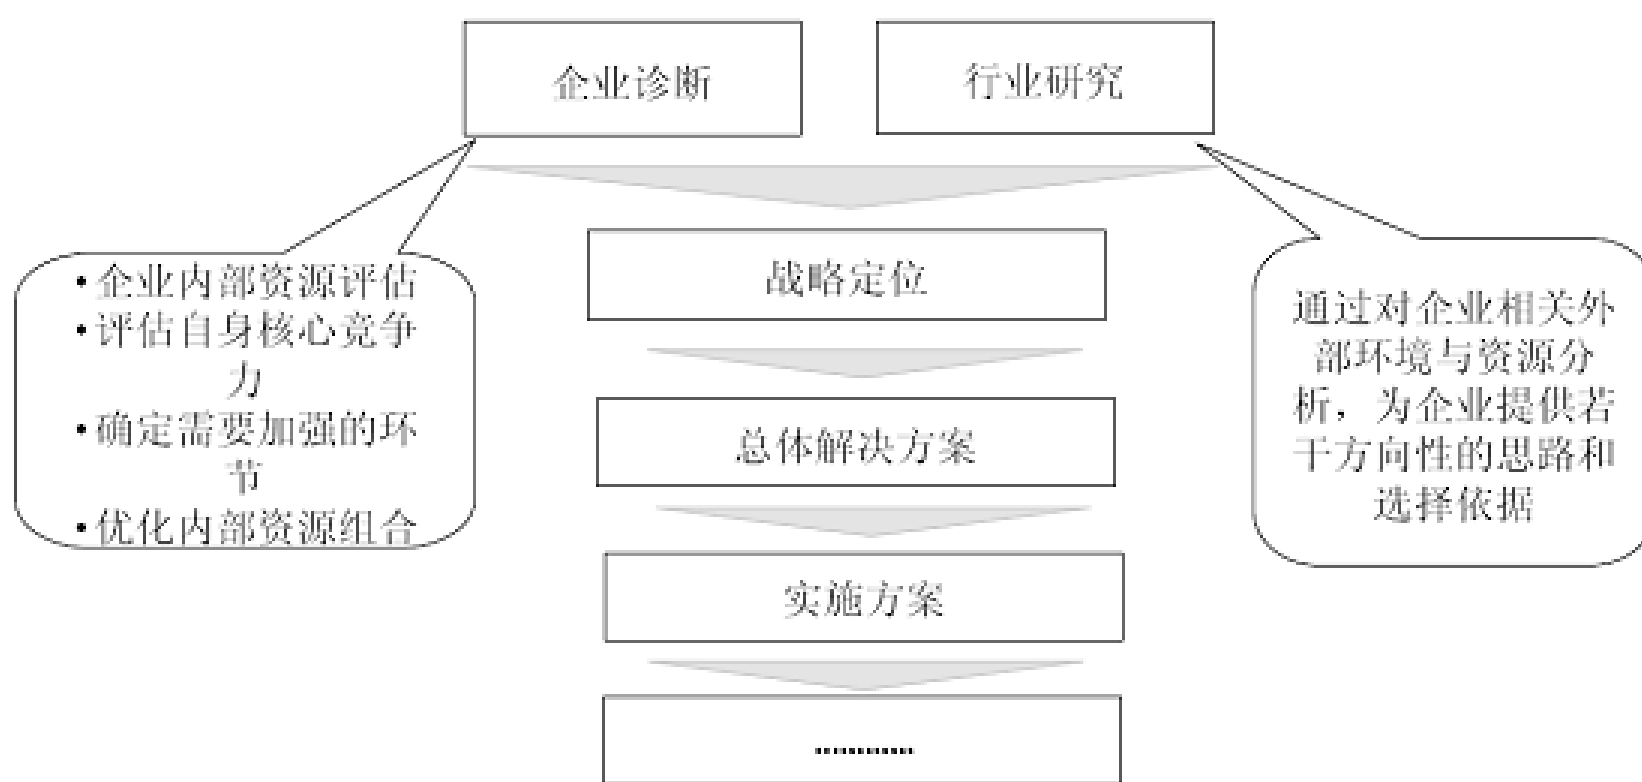 企业诊断
行业研究
•企业内部资源评估
•评估自身核心竞争
力
•确定需要加强的环
节
•优化内部资源组合
战略定位
总体解决方案
实施方案
............
通过对企业相关外
部环境与资源分
析，为企业提供若
干方向性的思路和
选择依据